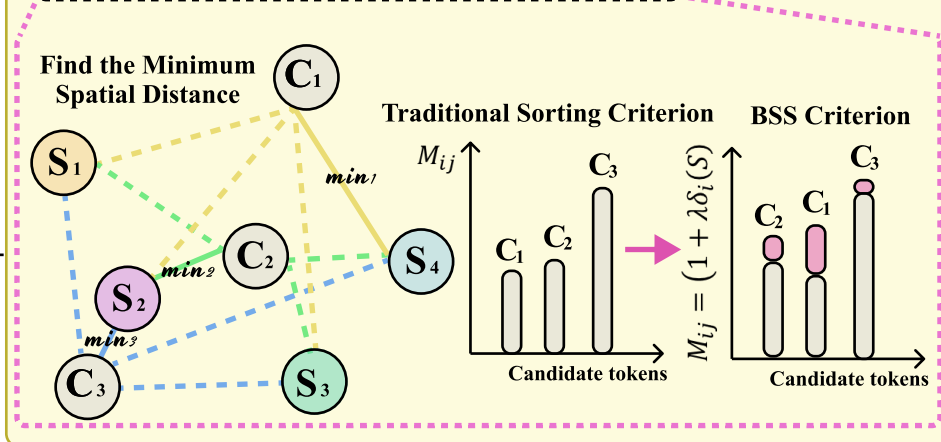 Find the Minimum
Spatial Distance
C1
S1
min1
C2
S4
min2
S2
min3
C3
S3
Traditional Sorting Criterion
Mij
C3
C1
C2
Candidate tokens
BSS Criterion
Mij = (1 + λδi(S)
C3
C2
C1
Candidate tokens